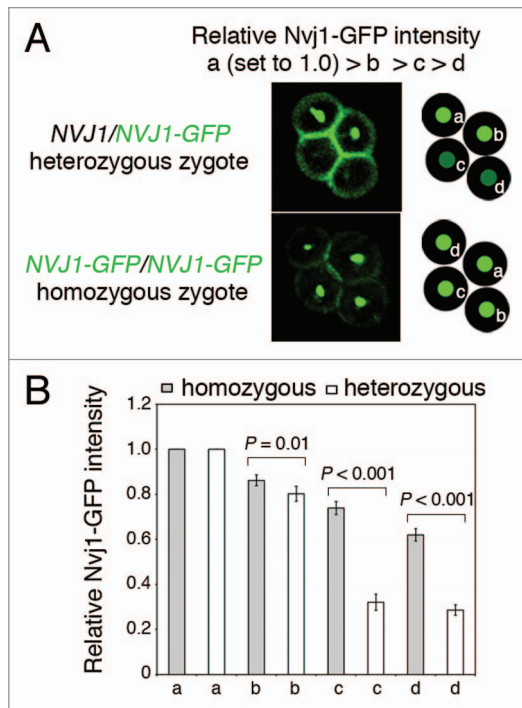 A
Relative Nvj1-GFP intensity
a (set to 1.0) > b > c > d
NVJ1/NVJ1-GFP
heterozygous zygote
a
b
c
d
NVJ1-GFP/NVJ1-GFP
homozygous zygote
d
a
c
b
B
homozygous heterozygous
Relative Nvj1-GFP intensity
1.2
1.0
0.8
0.6
0.4
0.2
0
P = 0.01
P < 0.001
P < 0.001
a a b b c c d d